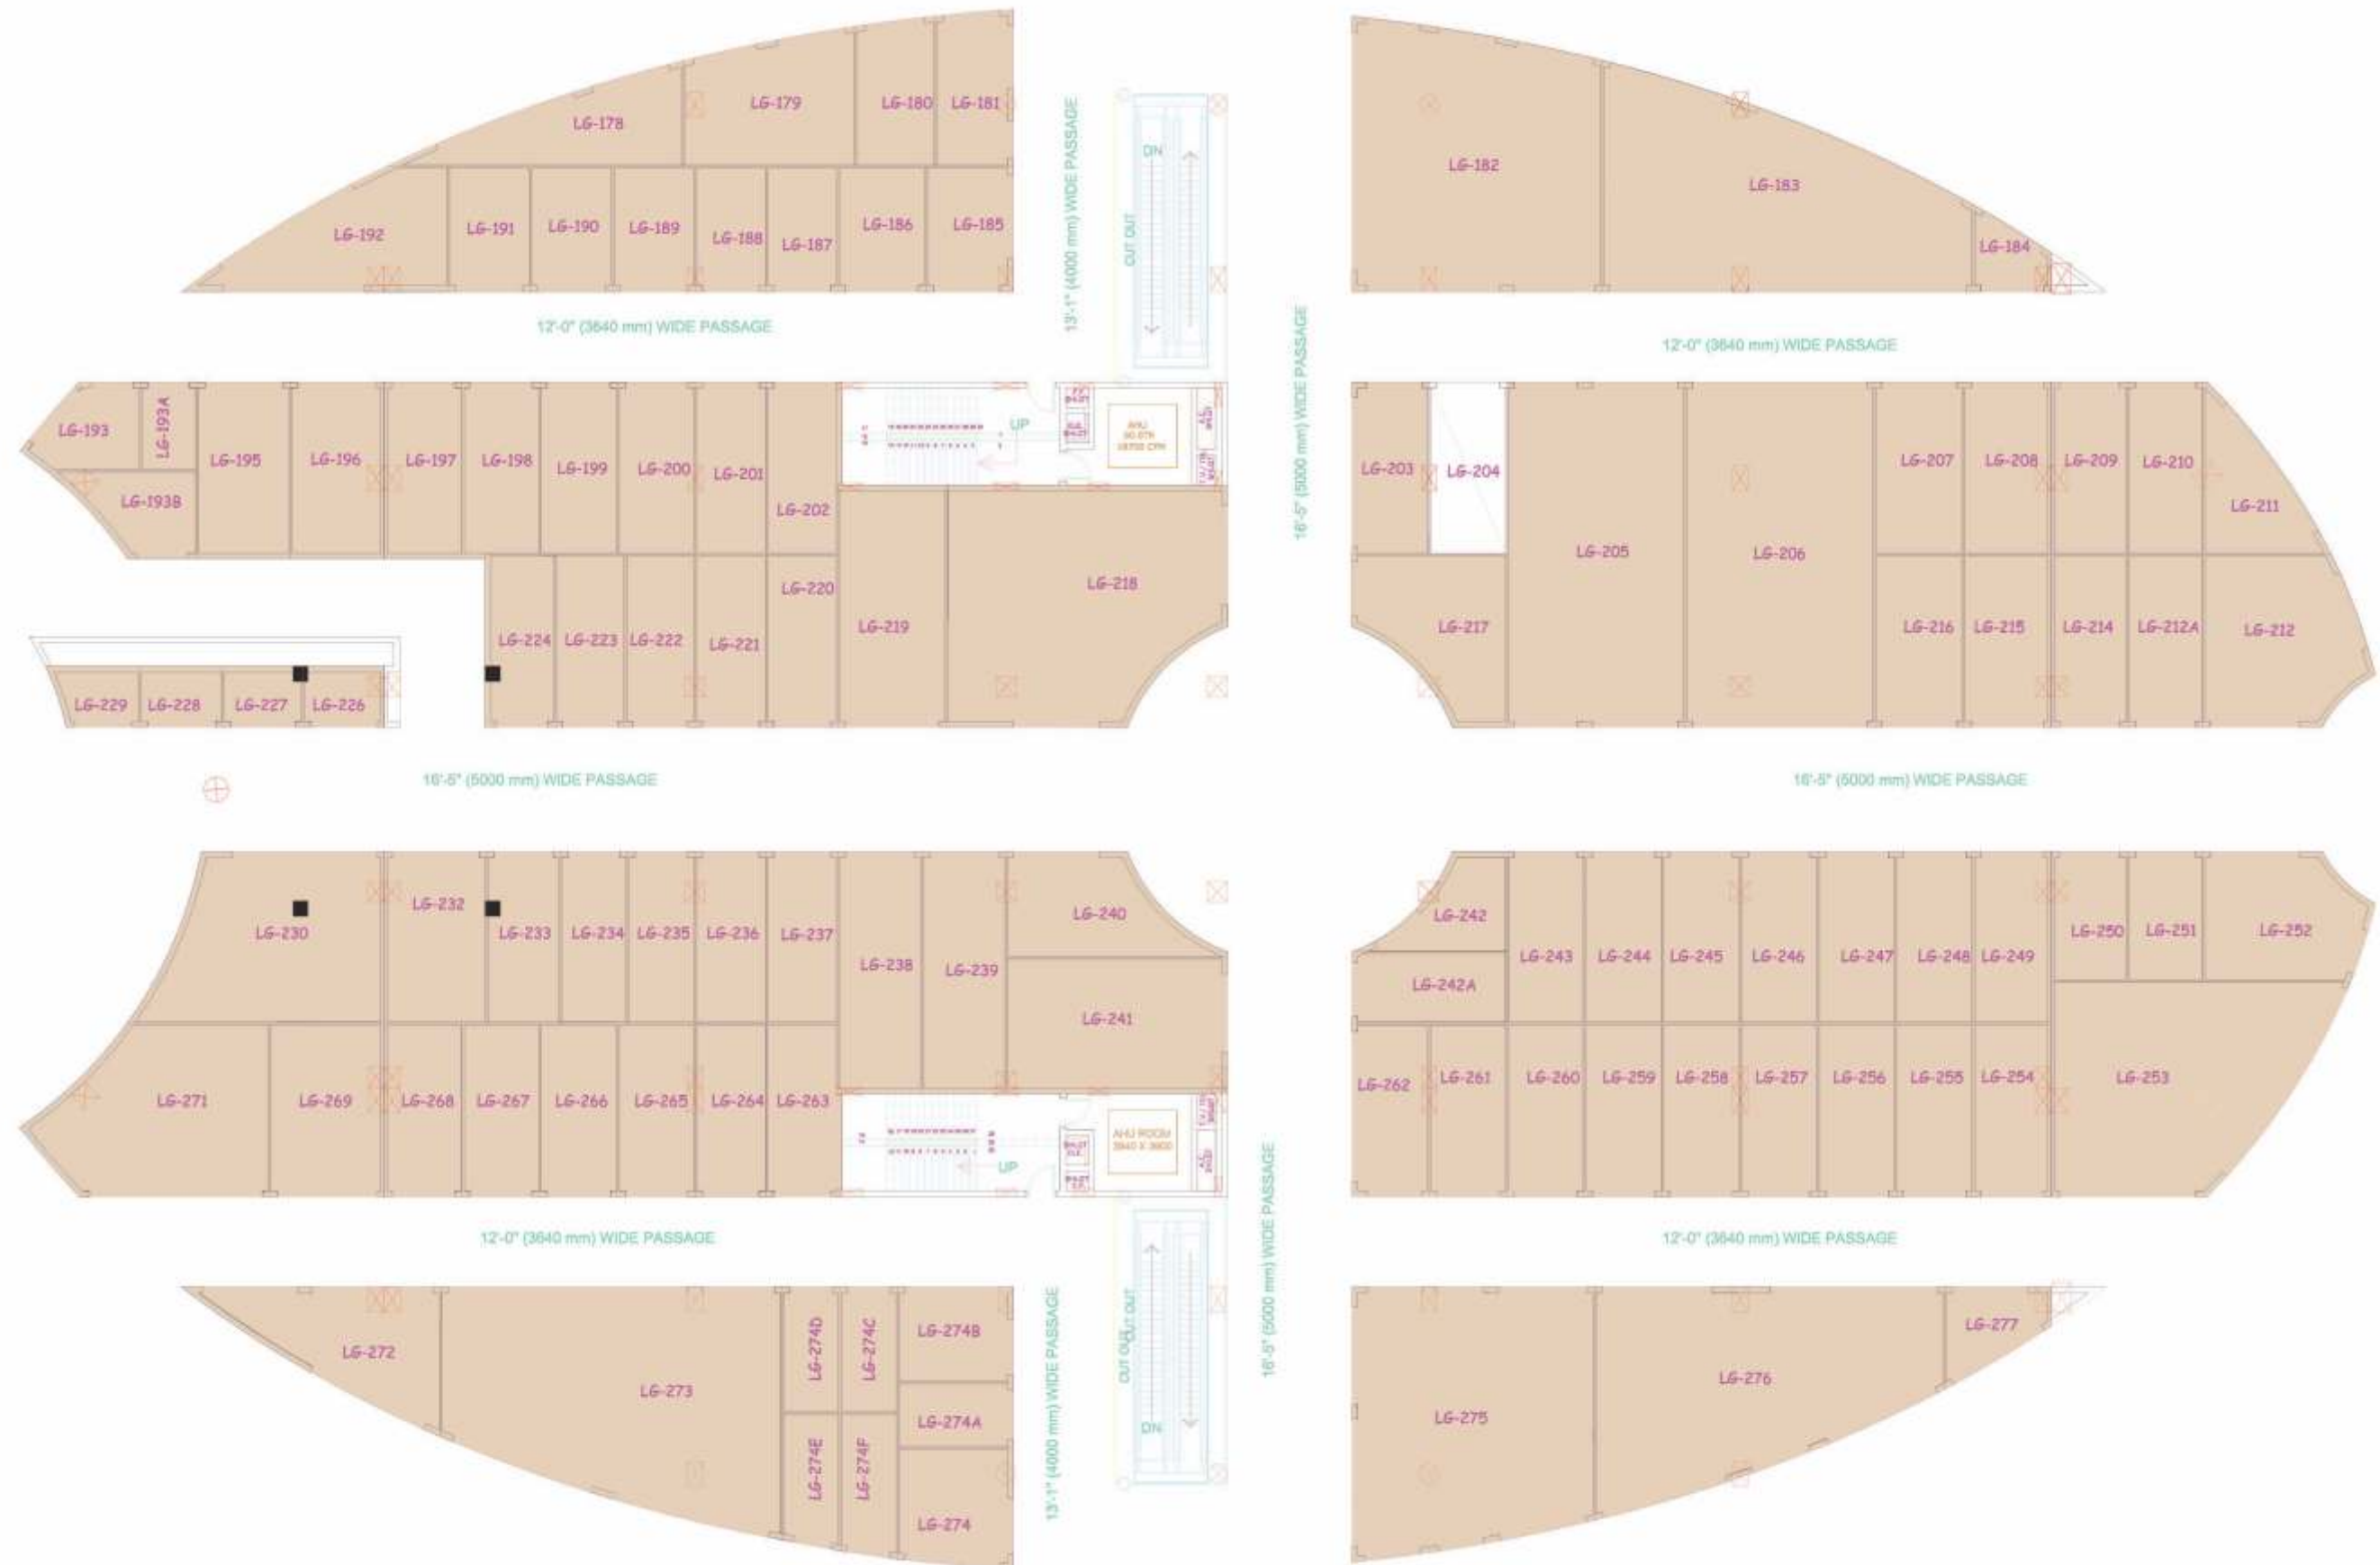 LG-178
LG-179
LG-180
LG-181
LG-192
LG-191
LG-190
LG-189
LG-188
LG-187
LG-186
LG-185
12'-0" (3640 mm) WIDE PASSAGE
13'-1" (4000 mm) WIDE PASSAGE
CUT OUT
DN
LG-182
LG-183
LG-184
16'-5" (5000 mm) WIDE PASSAGE
12'-0" (3640 mm) WIDE PASSAGE
LG-193
LG-193A
LG-193B
LG-195
LG-196
LG-197
LG-198
LG-199
LG-200
LG-201
LG-202
UP
AHU
LG-203
LG-204
LG-205
LG-206
LG-207
LG-208
LG-209
LG-210
LG-211
LG-224
LG-223
LG-222
LG-221
LG-220
LG-219
LG-218
LG-217
LG-216
LG-215
LG-214
LG-212A
LG-212
LG-229
LG-228
LG-227
LG-226
16'-5" (5000 mm) WIDE PASSAGE
16'-5" (5000 mm) WIDE PASSAGE
LG-230
LG-232
LG-233
LG-234
LG-235
LG-236
LG-237
LG-238
LG-239
LG-240
LG-241
LG-242
LG-242A
LG-243
LG-244
LG-245
LG-246
LG-247
LG-248
LG-249
LG-250
LG-251
LG-252
LG-253
LG-271
LG-269
LG-268
LG-267
LG-266
LG-265
LG-264
LG-263
UP
AHU ROOM
LG-262
LG-261
LG-260
LG-259
LG-258
LG-257
LG-256
LG-255
LG-254
12'-0" (3640 mm) WIDE PASSAGE
16'-5" (5000 mm) WIDE PASSAGE
12'-0" (3640 mm) WIDE PASSAGE
LG-272
LG-273
LG-274D
LG-274C
LG-274B
LG-274A
LG-274E
LG-274F
LG-274
13'-1" (4000 mm) WIDE PASSAGE
CUT OUT
CUT OUT
DN
LG-275
LG-276
LG-277